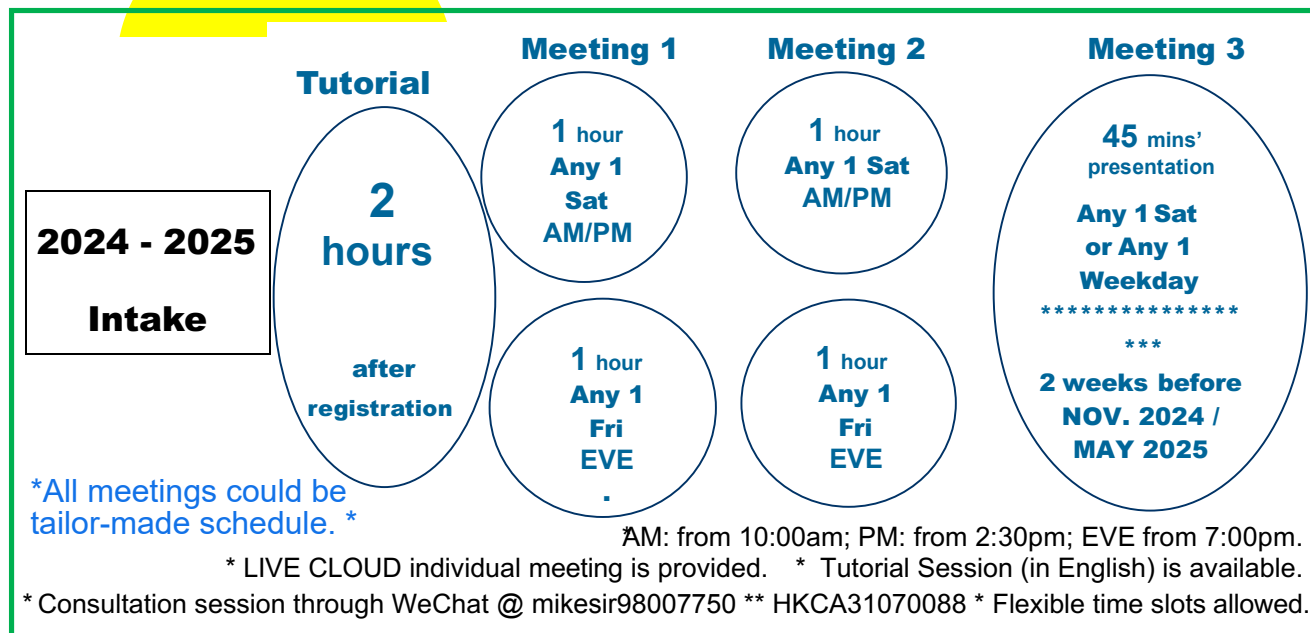 2024 - 2025
Intake
Tutorial
2
hours
after
registration
Meeting 1
1 hour
Any 1
Sat
AM/PM
1 hour
Any 1
Fri
EVE
.
Meeting 2
1 hour
Any 1 Sat
AM/PM
1 hour
Any 1
Fri
EVE
Meeting 3
45 mins’
presentation
Any 1 Sat
or Any 1
Weekday
***************
***
2 weeks before
NOV. 2024 /
MAY 2025
*All meetings could be
tailor-made schedule. *
*AM: from 10:00am; PM: from 2:30pm; EVE from 7:00pm.
* LIVE CLOUD individual meeting is provided. * Tutorial Session (in English) is available.
* Consultation session through WeChat @ mikesir98007750 ** HKCA31070088 * Flexible time slots allowed.